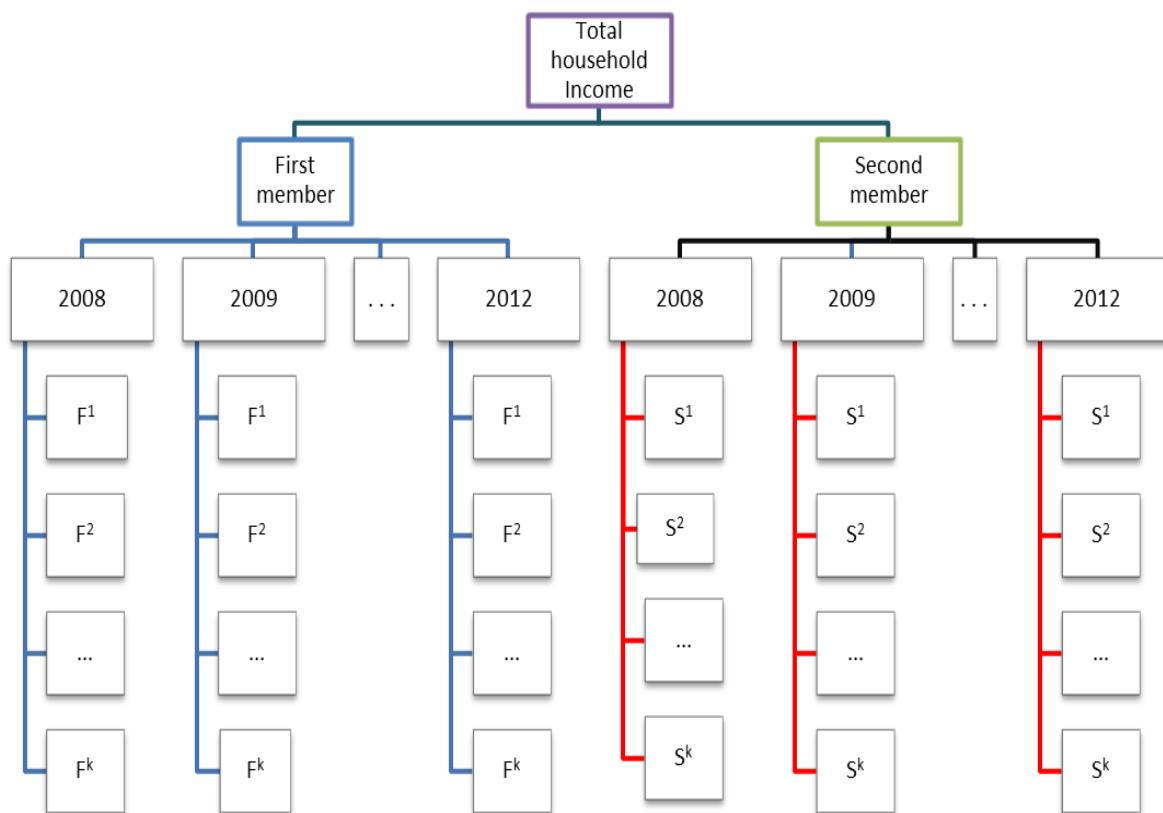 Total
household
Income
First
member
Second
member
2008 2009 . . . 2012 2008 2009 . . . 2012
F¹ F¹ F¹ S¹ S¹ S¹
F² F² F² S² S² S²
... ... ... ... ... ...
Fᵏ Fᵏ Fᵏ Sᵏ Sᵏ Sᵏ